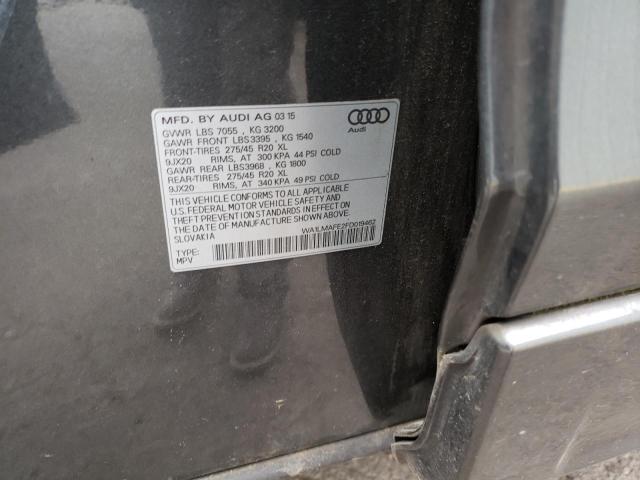 MFD. BY AUDI AG 03 15
GVWR LBS 7055 , KG 3200
GAWR FRONT LBS3395 , KG 1540
FRONT-TIRES 275/45 R20 XL
9JX20 RIMS, AT 300 KPA 44 PSI COLD
GAWR REAR LBS3968 , KG 1800
REAR-TIRES 275/45 R20 XL
9JX20 RIMS, AT 340 KPA 49 PSI COLD
Audi
THIS VEHICLE CONFORMS TO ALL APPLICABLE
U.S. FEDERAL MOTOR VEHICLE SAFETY AND
THEFT PREVENTION STANDARDS IN EFFECT ON
THE DATE OF MANUFACTURE SHOWN ABOVE.
SLOVAKIA
WA1LMAFE2FD019462
TYPE:
MPV